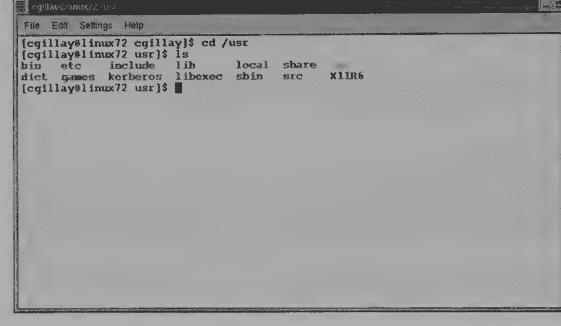 File Edit Settings Help
[cgillay@linux72 cgillay]$ cd /usr
[cgillay@linux72 usr]$ ls
bin etc include lib local share
dict games kerberos libexec sbin src X11R6
[cgillay@linux72 usr]$